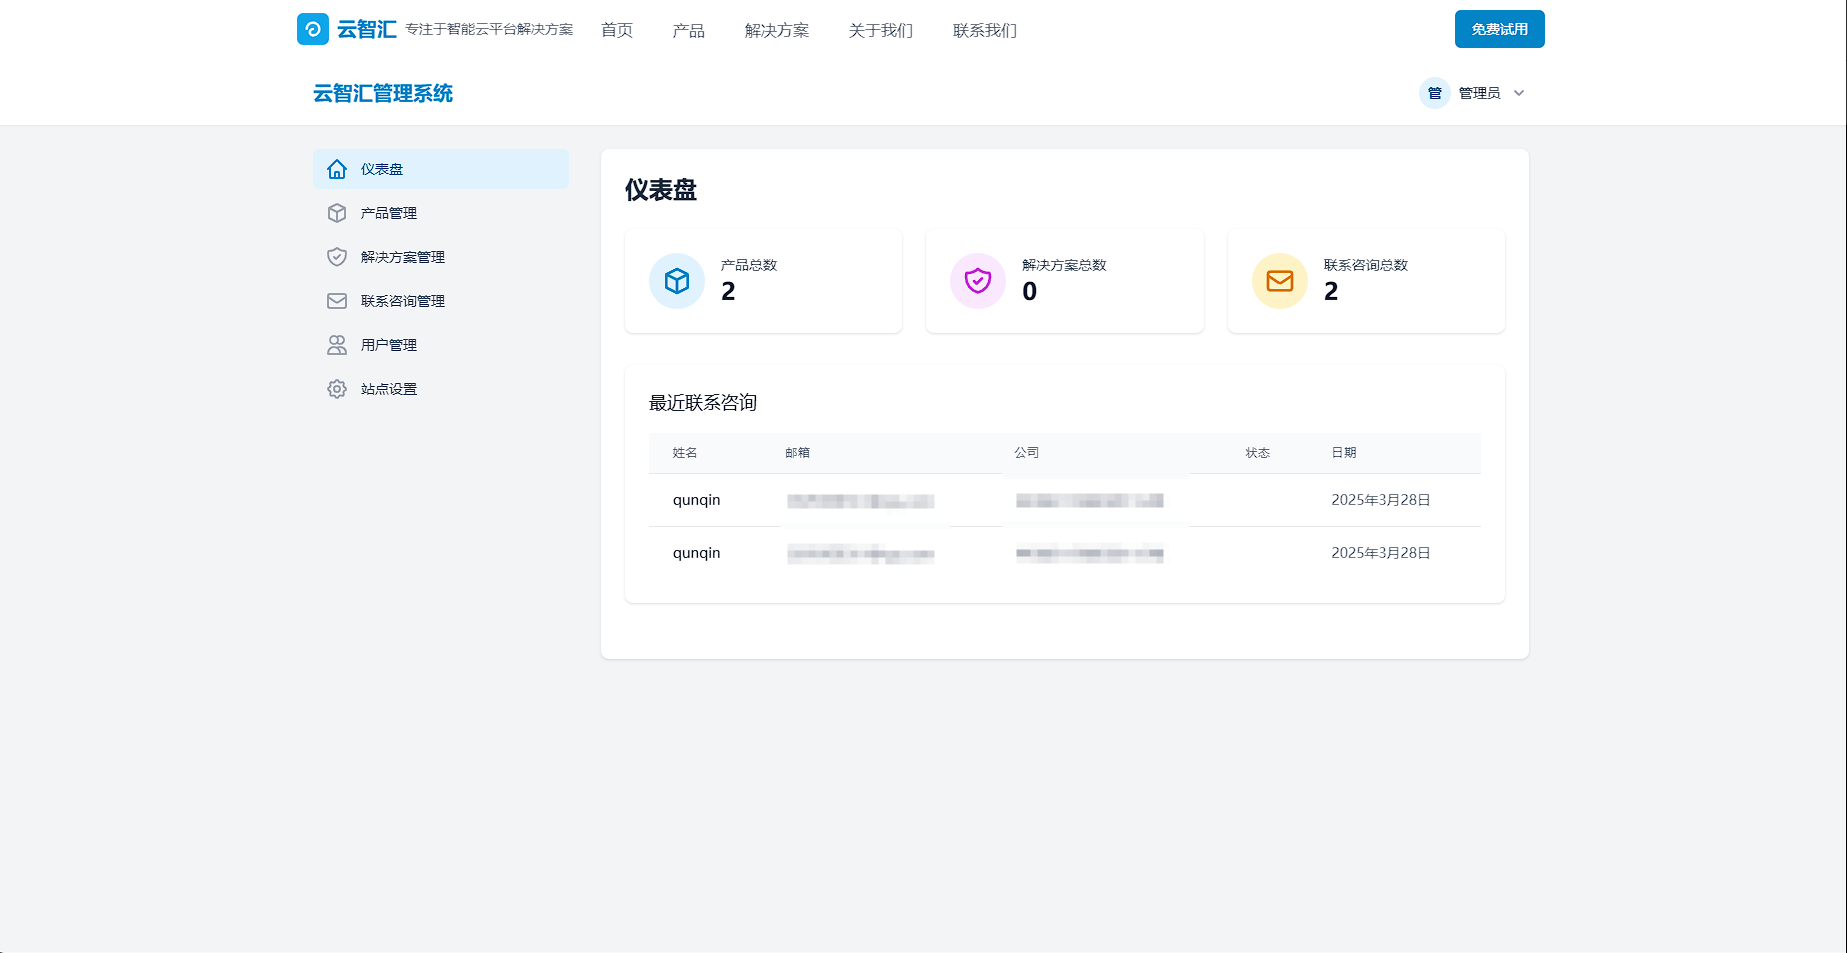 云智汇 专注于智能云平台解决方案 首页 产品 解决方案 关于我们 联系我们 免费试用
云智汇管理系统 管 管理员
仪表盘
产品管理
解决方案管理
联系咨询管理
用户管理
站点设置
仪表盘
产品总数
2
解决方案总数
0
联系咨询总数
2
最近联系咨询
姓名 邮箱 公司 状态 日期
qunqin 2025年3月28日
qunqin 2025年3月28日